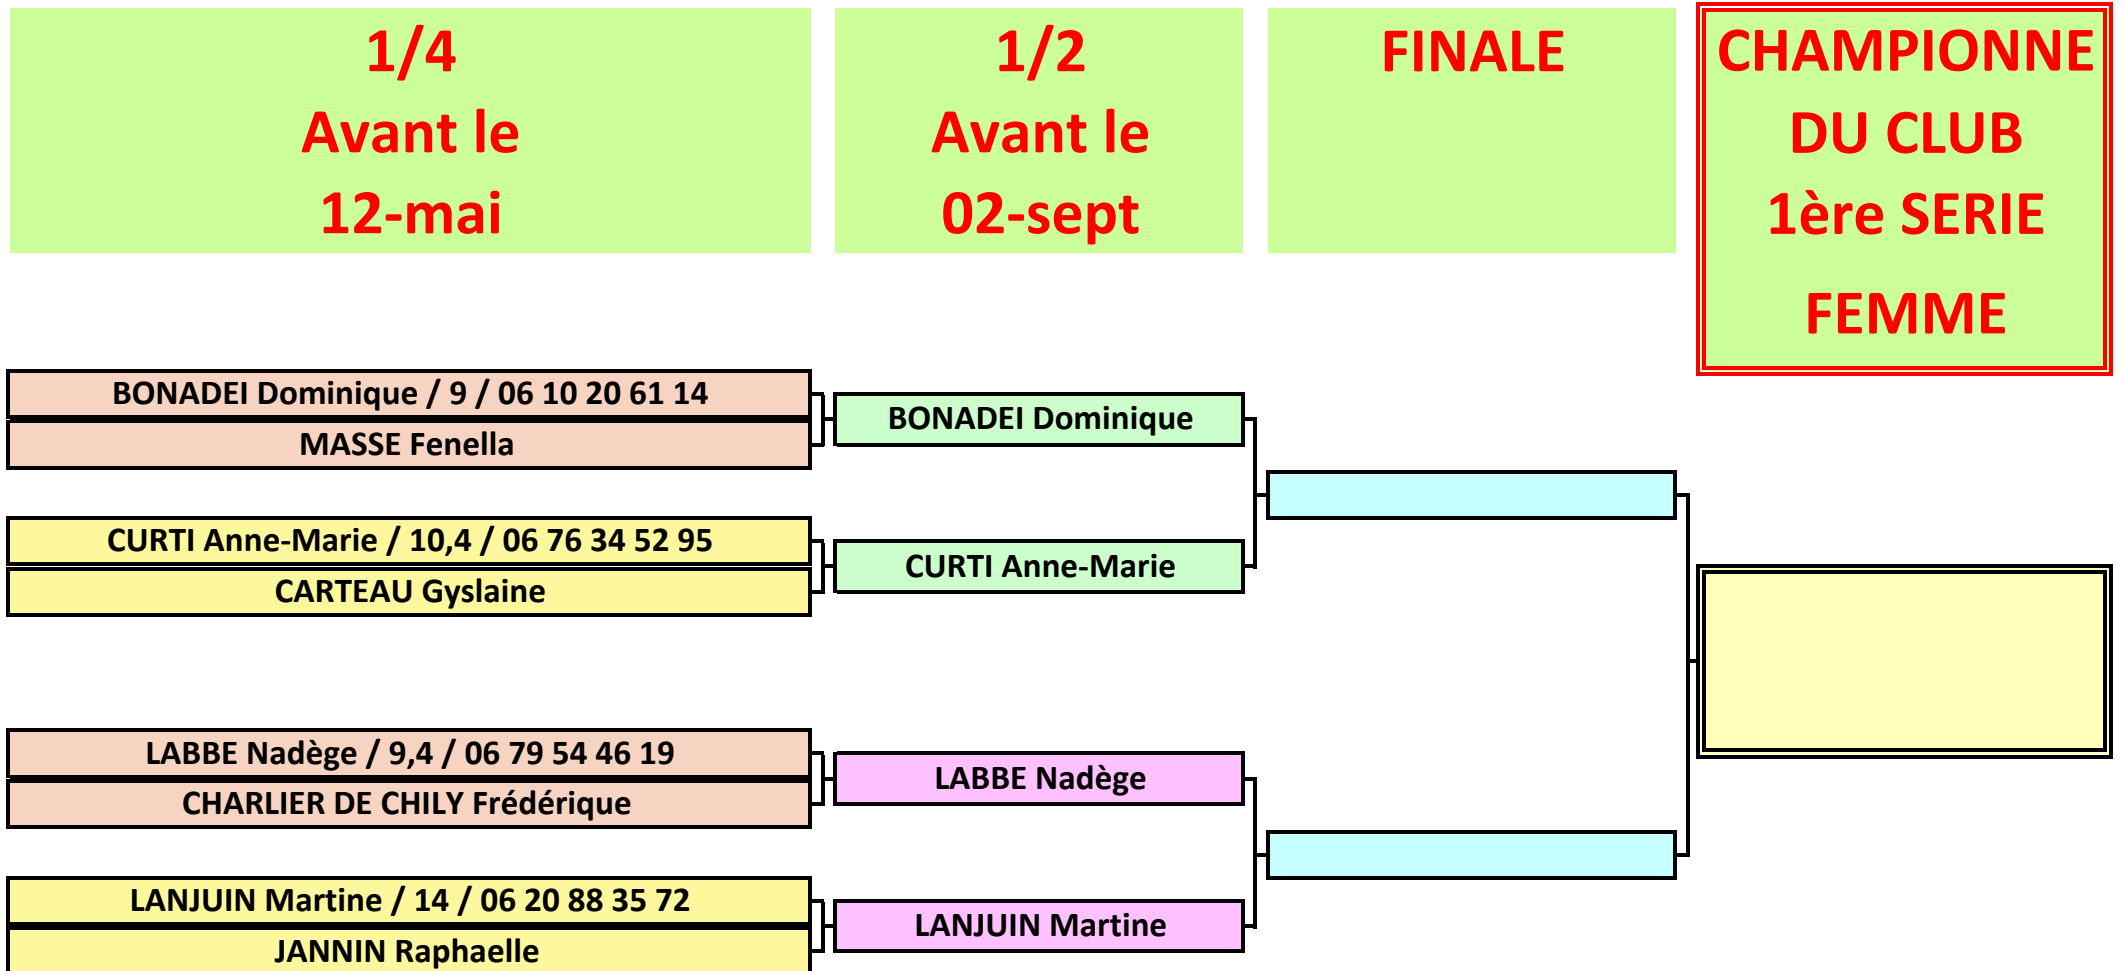 1/4
Avant le
12-mai
1/2
Avant le
02-sept
FINALE
CHAMPIONNE
DU CLUB
1ère SERIE
FEMME
BONADEI Dominique / 9 / 06 10 20 61 14
MASSE Fenella
BONADEI Dominique
CURTI Anne-Marie / 10,4 / 06 76 34 52 95
CARTEAU Gyslaine
CURTI Anne-Marie
LABBE Nadège / 9,4 / 06 79 54 46 19
CHARLIER DE CHILY Frédérique
LABBE Nadège
LANJUIN Martine / 14 / 06 20 88 35 72
JANNIN Raphaelle
LANJUIN Martine